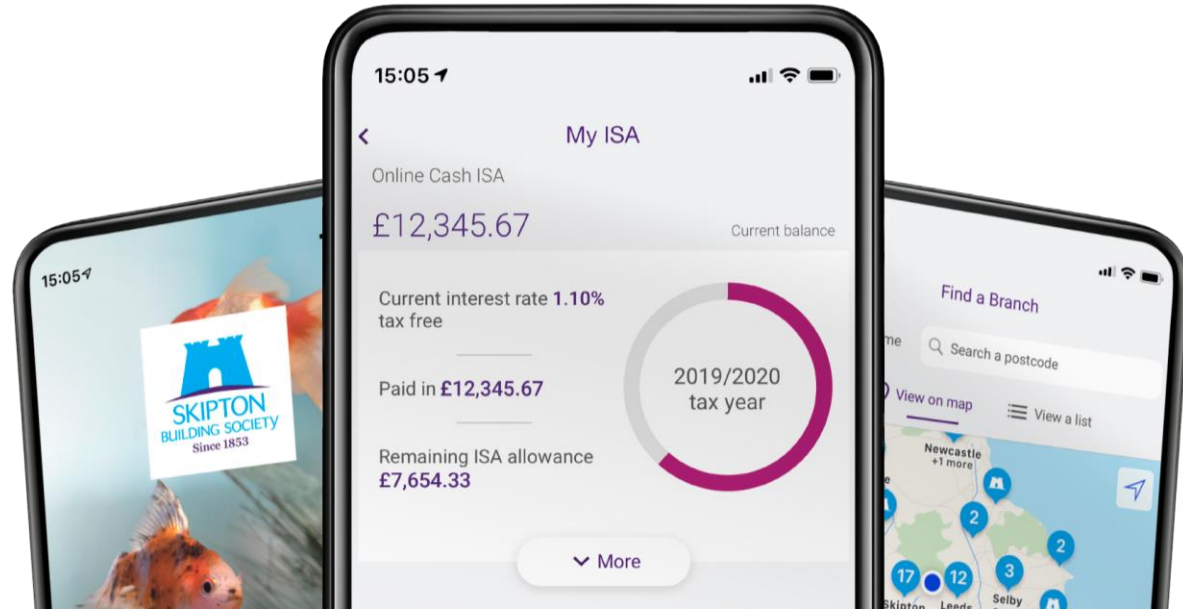 15:05
SKIPTON
BUILDING SOCIETY
Since 1853
15:05
My ISA
Online Cash ISA
£12,345.67
Current balance
Current interest rate 1.10%
tax free
Paid in £12,345.67
Remaining ISA allowance
£7,654.33
2019/2020
tax year
More
Find a Branch
Search a postcode
View on map
View a list
Newcastle
+1 more
2
2
17
12
3
Skipton
Leeds
Selby